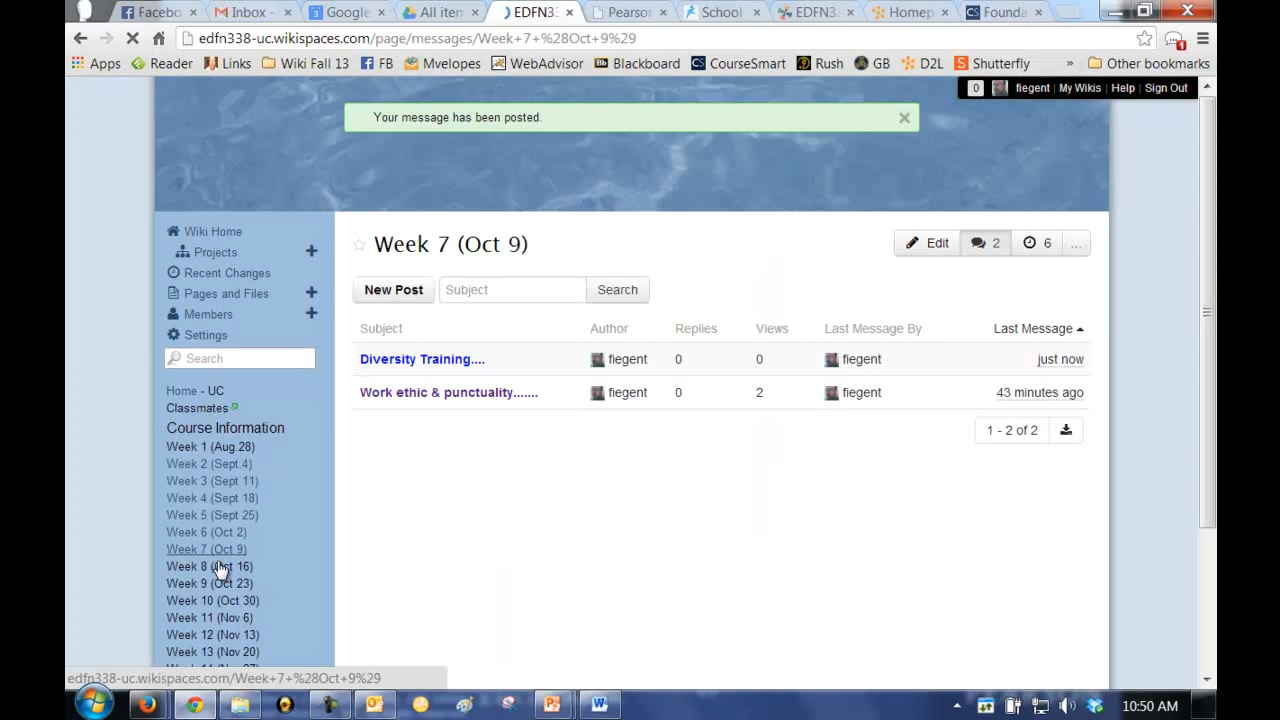 Facebo
Inbox -
Google
All item
EDFN33
Pearso
School
EDFN3
Homep
Founda
edfn338-uc.wikispaces.com/page/messages/Week+7+%28Oct+9%29
1
Apps Reader Links Wiki Fall 13 FB Mvelopes WebAdvisor Blackboard CourseSmart Rush GB D2L Shutterfly » Other bookmarks
0 fiegent | My Wikis | Help | Sign Out
Your message has been posted.
Wiki Home
Projects
Recent Changes
Pages and Files
Members
Settings
Search
Home - UC
Classmates
Course Information
Week 1 (Aug.28)
Week 2 (Sept.4)
Week 3 (Sept 11)
Week 4 (Sept 18)
Week 5 (Sept 25)
Week 6 (Oct 2)
Week 7 (Oct 9)
Week 8 (Oct 16)
Week 9 (Oct 23)
Week 10 (Oct 30)
Week 11 (Nov 6)
Week 12 (Nov 13)
Week 13 (Nov 20)
Week 7 (Oct 9)
Edit 2 6 ...
New Post Subject Search
Subject Author Replies Views Last Message By Last Message
Diversity Training.... fiegent 0 0 fiegent just now
Work ethic & punctuality....... fiegent 0 2 fiegent 43 minutes ago
1 - 2 of 2
edfn338-uc.wikispaces.com/Week+7+%28Oct+9%29
10:50 AM